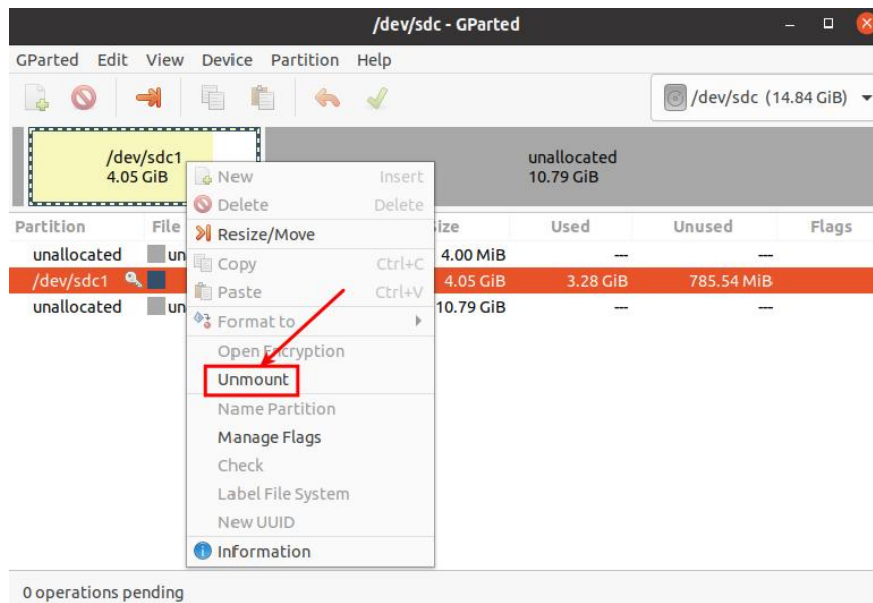 /dev/sdc - GParted
GParted Edit View Device Partition Help
/dev/sdc (14.84 GiB)
/dev/sdc1
4.05 GiB
unallocated
10.79 GiB
Partition File Size Used Unused Flags
unallocated un 4.00 MiB --- ---
/dev/sdc1 4.05 GiB 3.28 GiB 785.54 MiB
unallocated un 10.79 GiB --- ---
New Insert
Delete Delete
Resize/Move
Copy Ctrl+C
Paste Ctrl+V
Format to
Open Encryption
Unmount
Name Partition
Manage Flags
Check
Label File System
New UUID
Information
0 operations pending